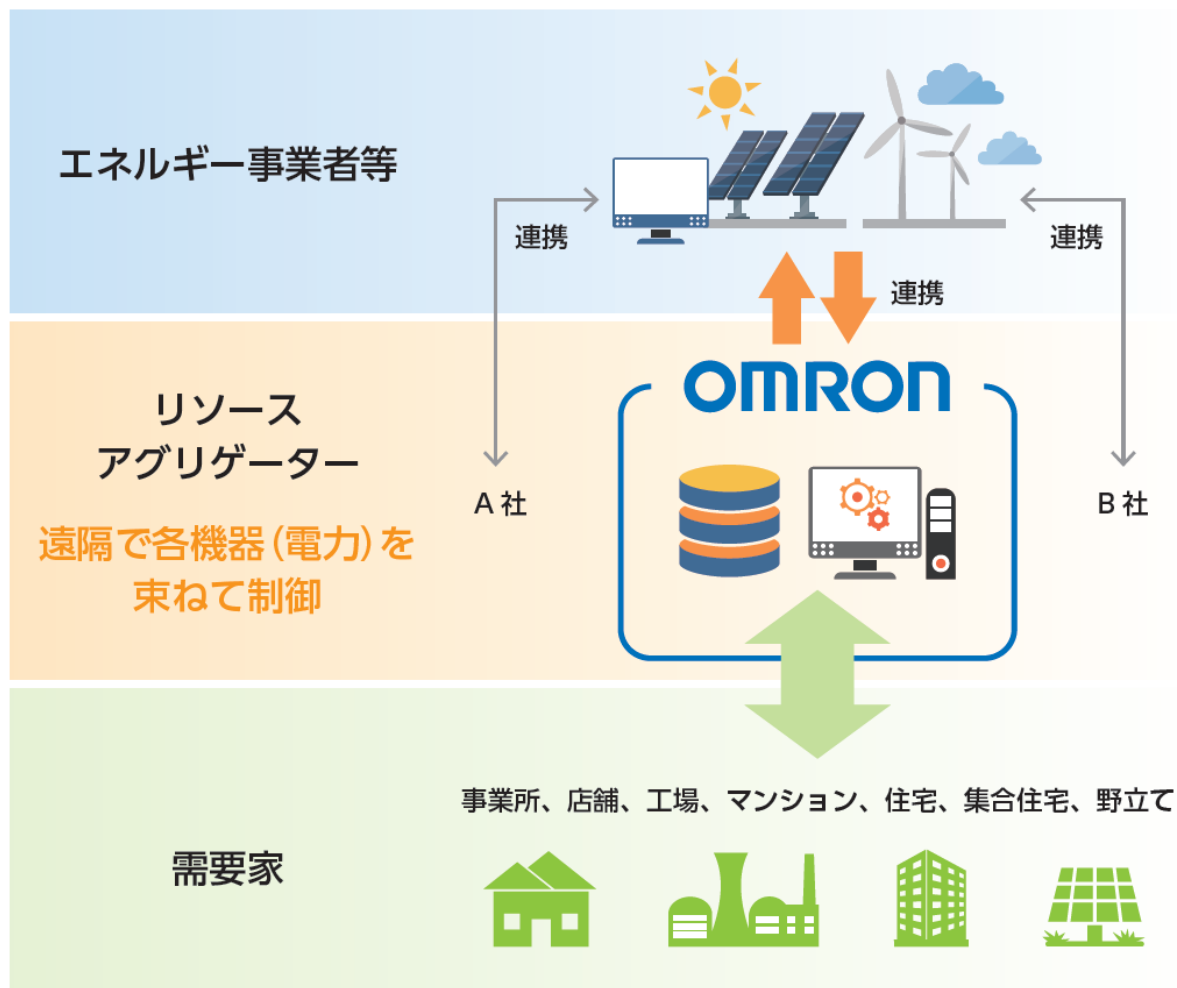 エネルギー事業者等
連携
連携
連携
OMRON
リソース
アグリゲーター
A 社
B 社
遠隔で各機器（電力）を
束ねて制御
事業所、店舗、工場、マンション、住宅、集合住宅、野立て
需要家